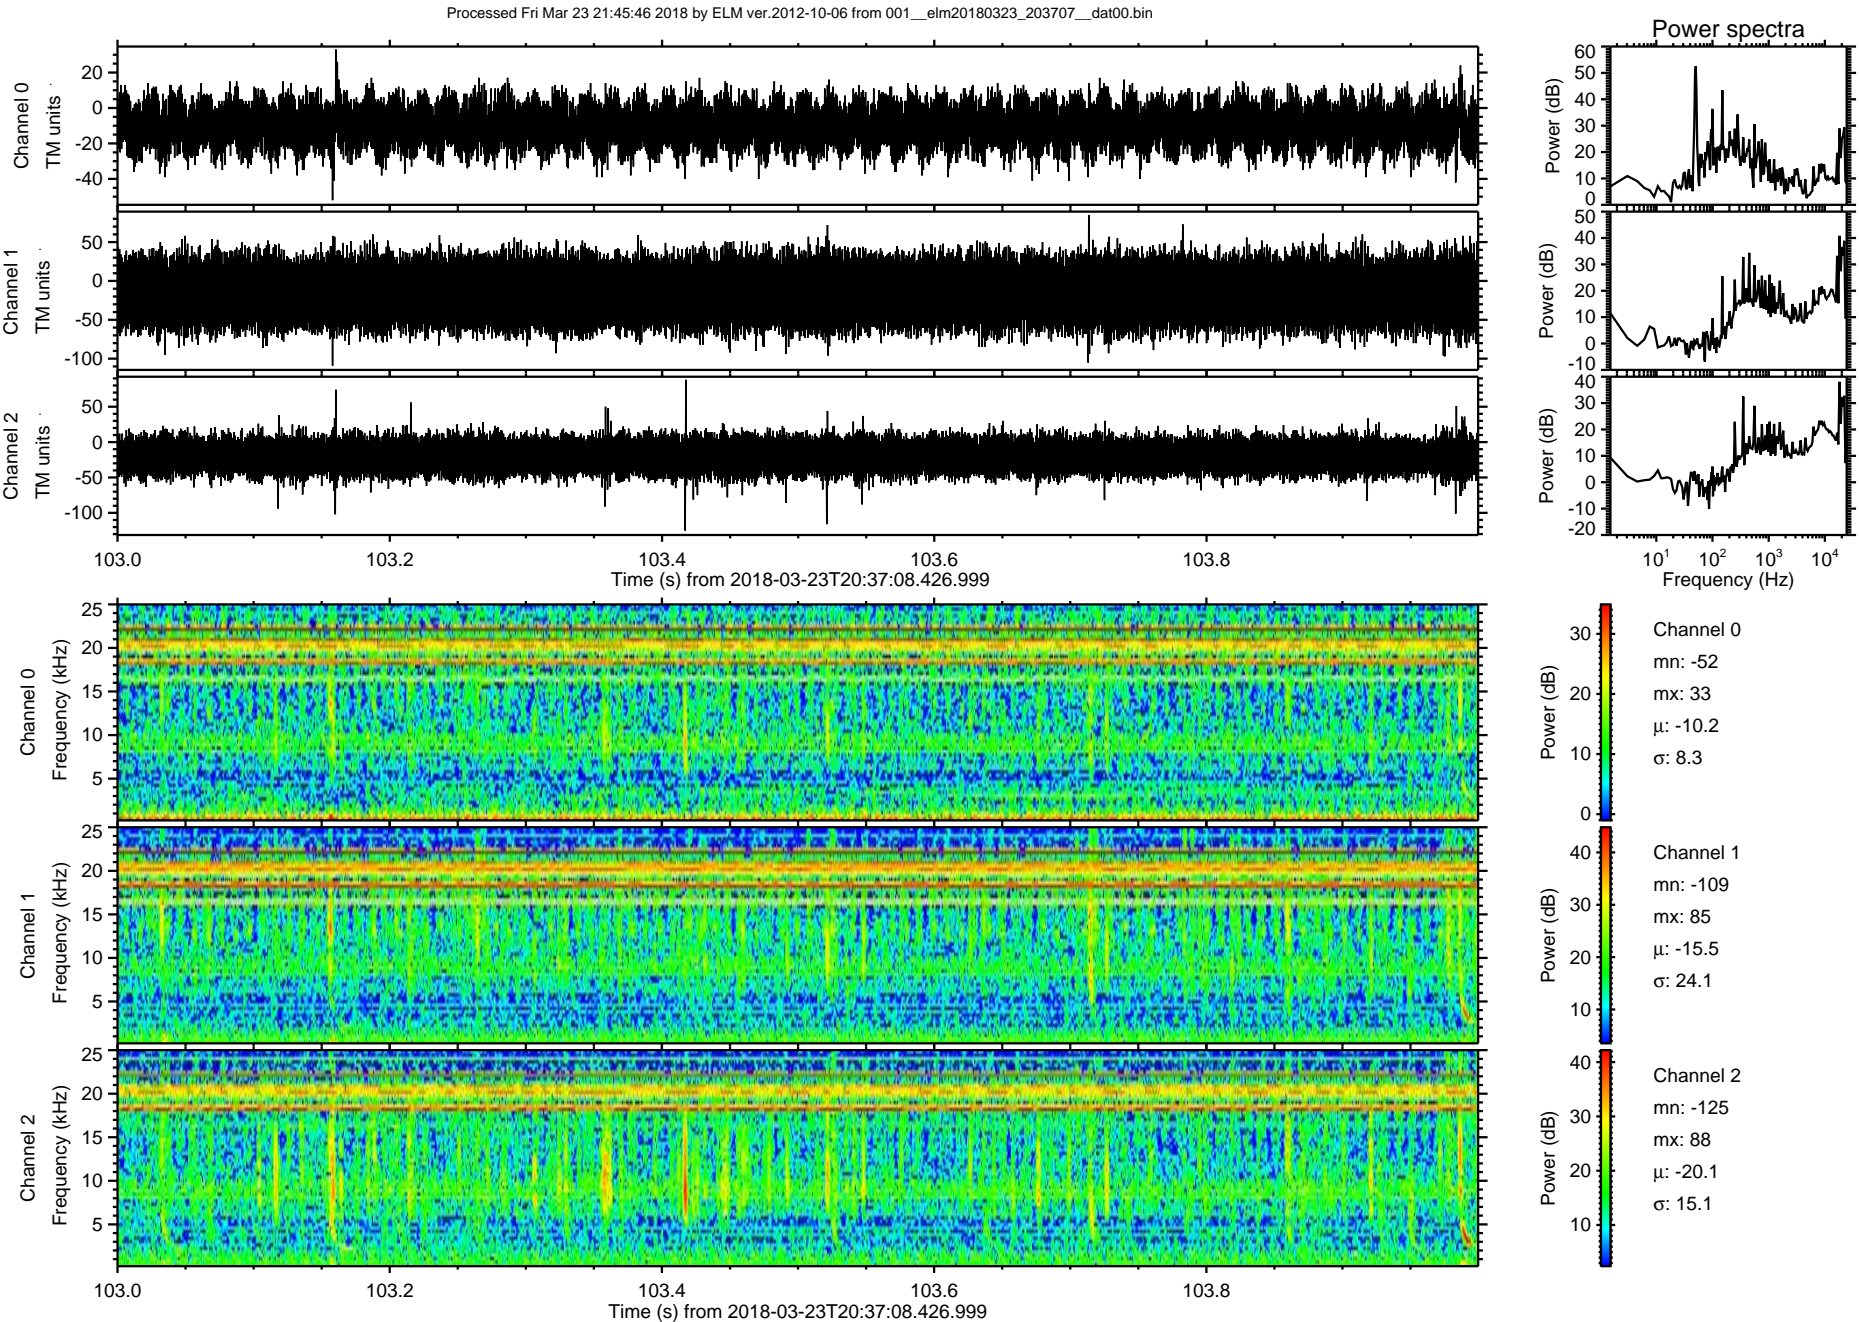 Processed Fri Mar 23 21:45:46 2018 by ELM ver.2012-10-06 from 001__elm20180323_203707__dat00.bin
Power spectra
Channel 0
TM units
20
0
-20
-40
Power (dB)
60
50
40
30
20
10
0
Channel 1
TM units
50
0
-50
-100
Power (dB)
50
40
30
20
10
0
-10
Channel 2
TM units
50
0
-50
-100
Power (dB)
40
30
20
10
0
-10
-20
103.0 103.2 103.4 103.6 103.8
Time (s) from 2018-03-23T20:37:08.426.999
10¹ 10² 10³ 10⁴
Frequency (Hz)
Channel 0
Frequency (kHz)
25
20
15
10
5
Power (dB)
30
20
10
0
Channel 0
mn: -52
mx: 33
μ: -10.2
σ: 8.3
Channel 1
Frequency (kHz)
25
20
15
10
5
Power (dB)
40
30
20
10
Channel 1
mn: -109
mx: 85
μ: -15.5
σ: 24.1
Channel 2
Frequency (kHz)
25
20
15
10
5
Power (dB)
40
30
20
10
Channel 2
mn: -125
mx: 88
μ: -20.1
σ: 15.1
103.0 103.2 103.4 103.6 103.8
Time (s) from 2018-03-23T20:37:08.426.999